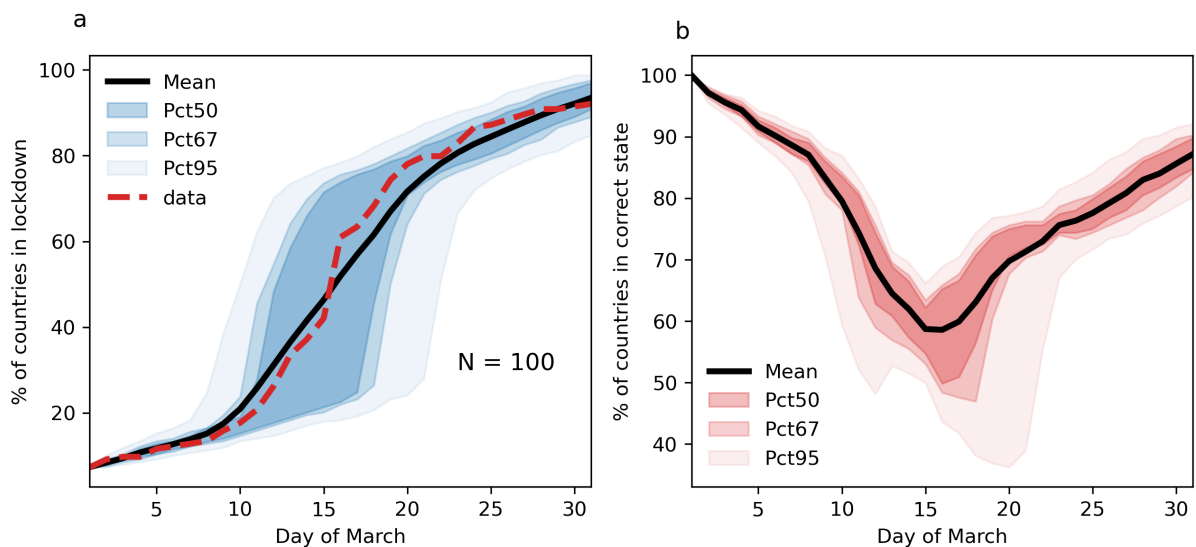 a
% of countries in lockdown
100
80
60
40
20
Mean
Pct50
Pct67
Pct95
data
N = 100
5 10 15 20 25 30
Day of March
b
% of countries in correct state
100
90
80
70
60
50
40
Mean
Pct50
Pct67
Pct95
5 10 15 20 25 30
Day of March